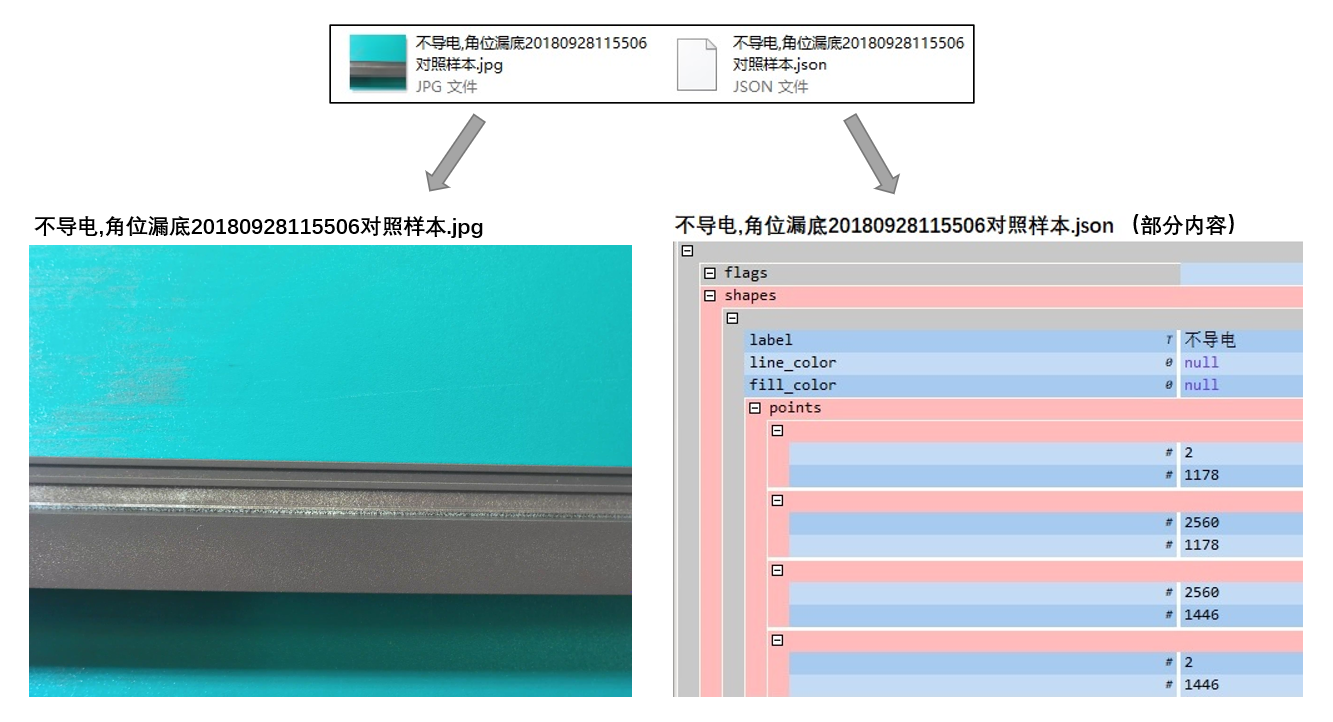 不导电,角位漏底20180928115506
对照样本.jpg
JPG 文件
不导电,角位漏底20180928115506
对照样本.json
JSON 文件
不导电,角位漏底20180928115506对照样本.jpg
不导电,角位漏底20180928115506对照样本.json （部分内容）
flags
shapes
label T 不导电
line_color 0 null
fill_color 0 null
points
# 2
# 1178
# 2560
# 1178
# 2560
# 1446
# 2
# 1446